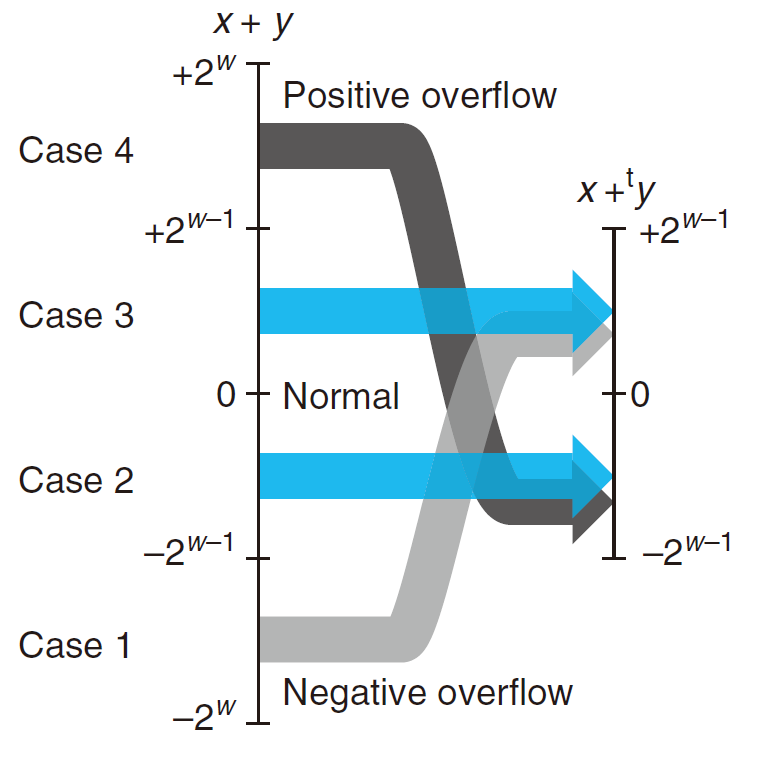 x + y
+2^w
Positive overflow
Case 4
x +^t y
+2^{w–1}
+2^{w–1}
Case 3
0
Normal
0
Case 2
–2^{w–1}
–2^{w–1}
Case 1
Negative overflow
–2^w